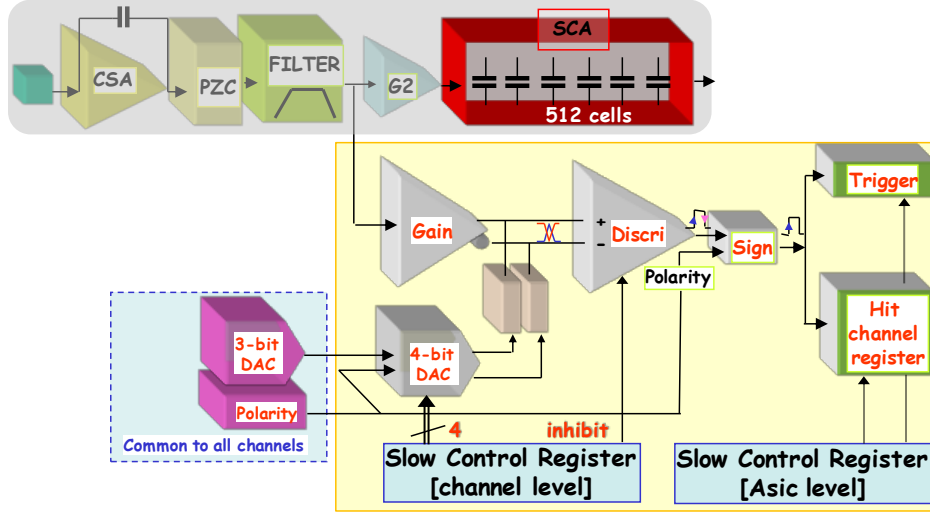 SCA
CSA
PZC
FILTER
G2
512 cells
Gain
+
−
Discri
Sign
Trigger
Polarity
Hit
channel
register
3-bit
DAC
4-bit
DAC
Polarity
Common to all channels
4
inhibit
Slow Control Register
[channel level]
Slow Control Register
[Asic level]